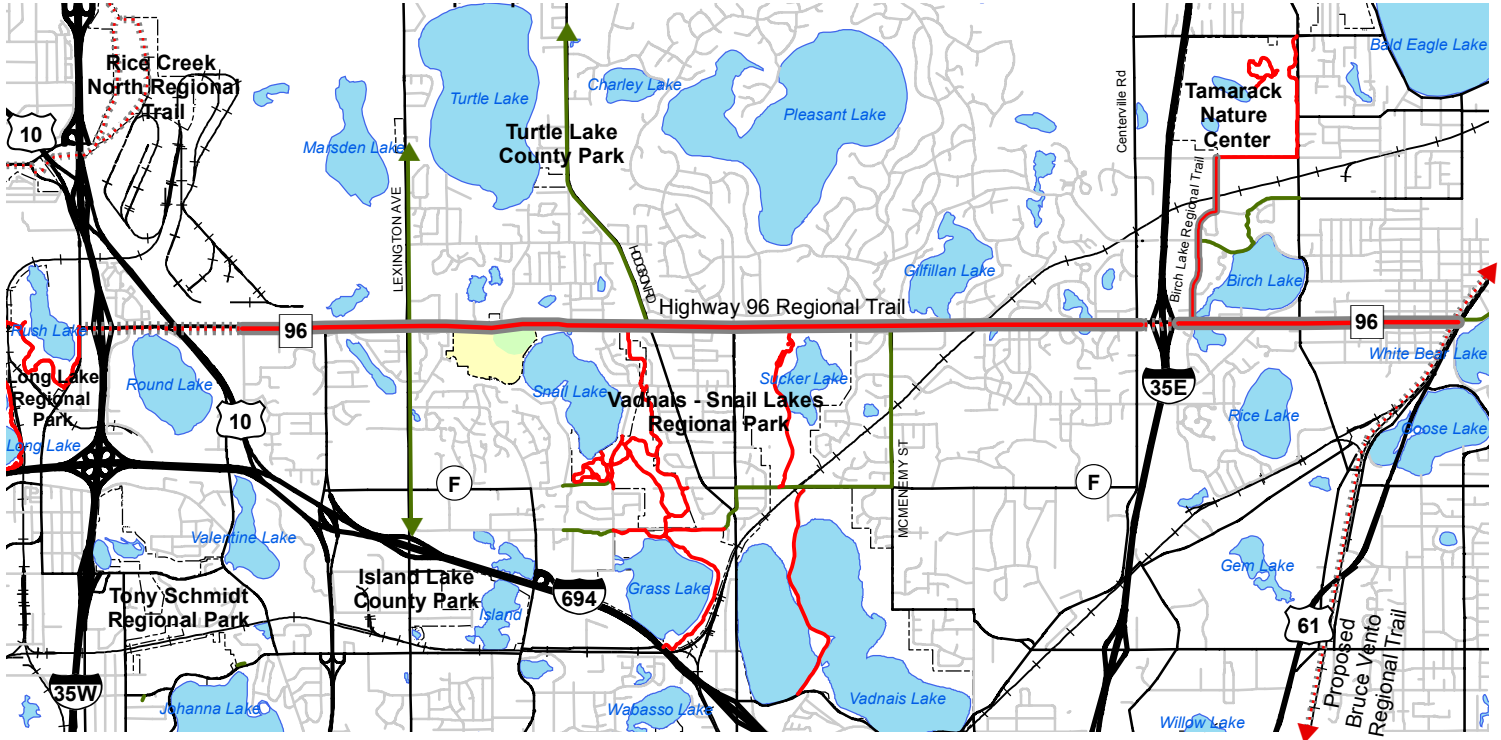 Rice Creek
North Regional
Trail
10
Marsden Lake
LEXINGTON AVE
Turtle Lake
Turtle Lake
County Park
Charley Lake
Pleasant Lake
HODGSON RD
Gilfillan Lake
Centerville Rd
Tamarack
Nature
Center
Bald Eagle Lake
Birch Lake Regional Trail
Birch Lake
Highway 96 Regional Trail
96
96
Rush Lake
Long Lake
Regional
Park
Long Lake
Round Lake
10
Snail Lake
Vadnais - Snail Lakes
Regional Park
Sucker Lake
35E
White Bear Lake
Rice Lake
Goose Lake
F
F
MCMENEMY ST
Valentine Lake
Tony Schmidt
Regional Park
Island Lake
County Park
Island
694
Grass Lake
Gem Lake
61
Proposed
Bruce Vento
Regional Trail
35W
Johanna Lake
Wabasso Lake
Vadnais Lake
Willow Lake